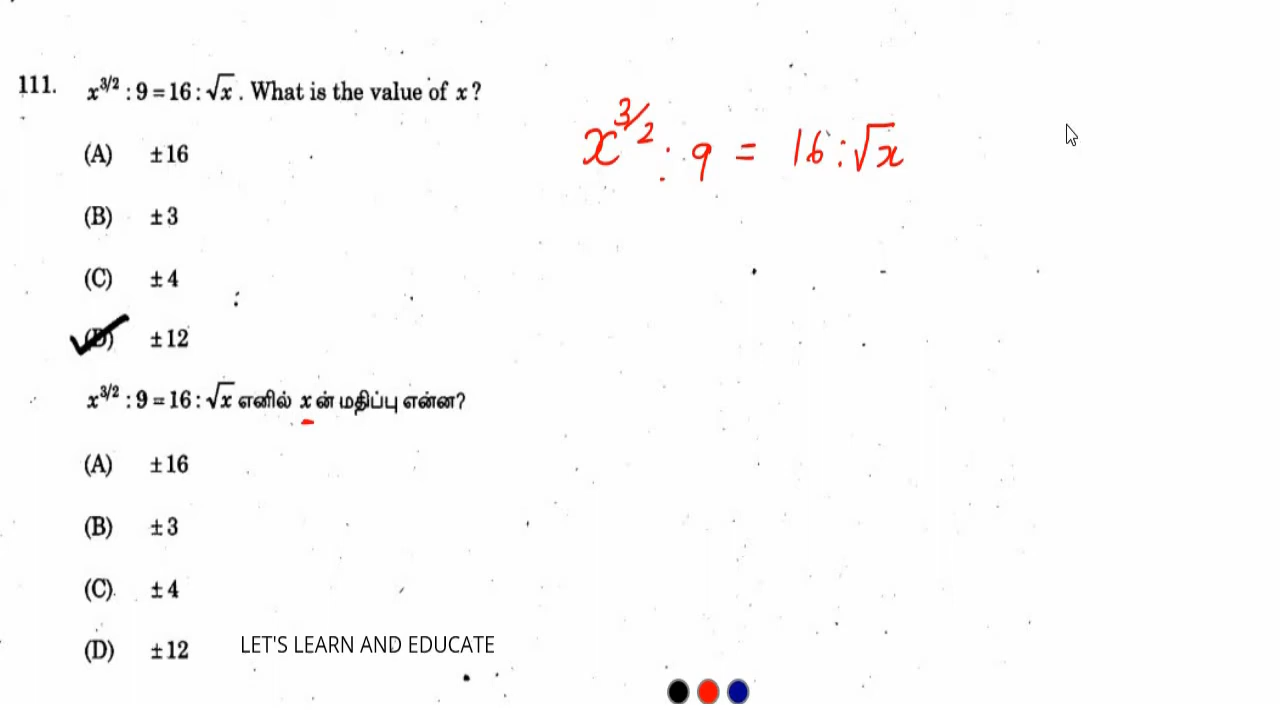 111. x^{3/2} : 9 = 16 : √x . What is the value of x ?
x^{3/2} : 9 = 16 : √x
(A) ±16
(B) ±3
(C) ±4
(D) ±12
x^{3/2} : 9 = 16 : √x எனில் x ன் மதிப்பு என்ன?
(A) ±16
(B) ±3
(C) ±4
(D) ±12
LET'S LEARN AND EDUCATE